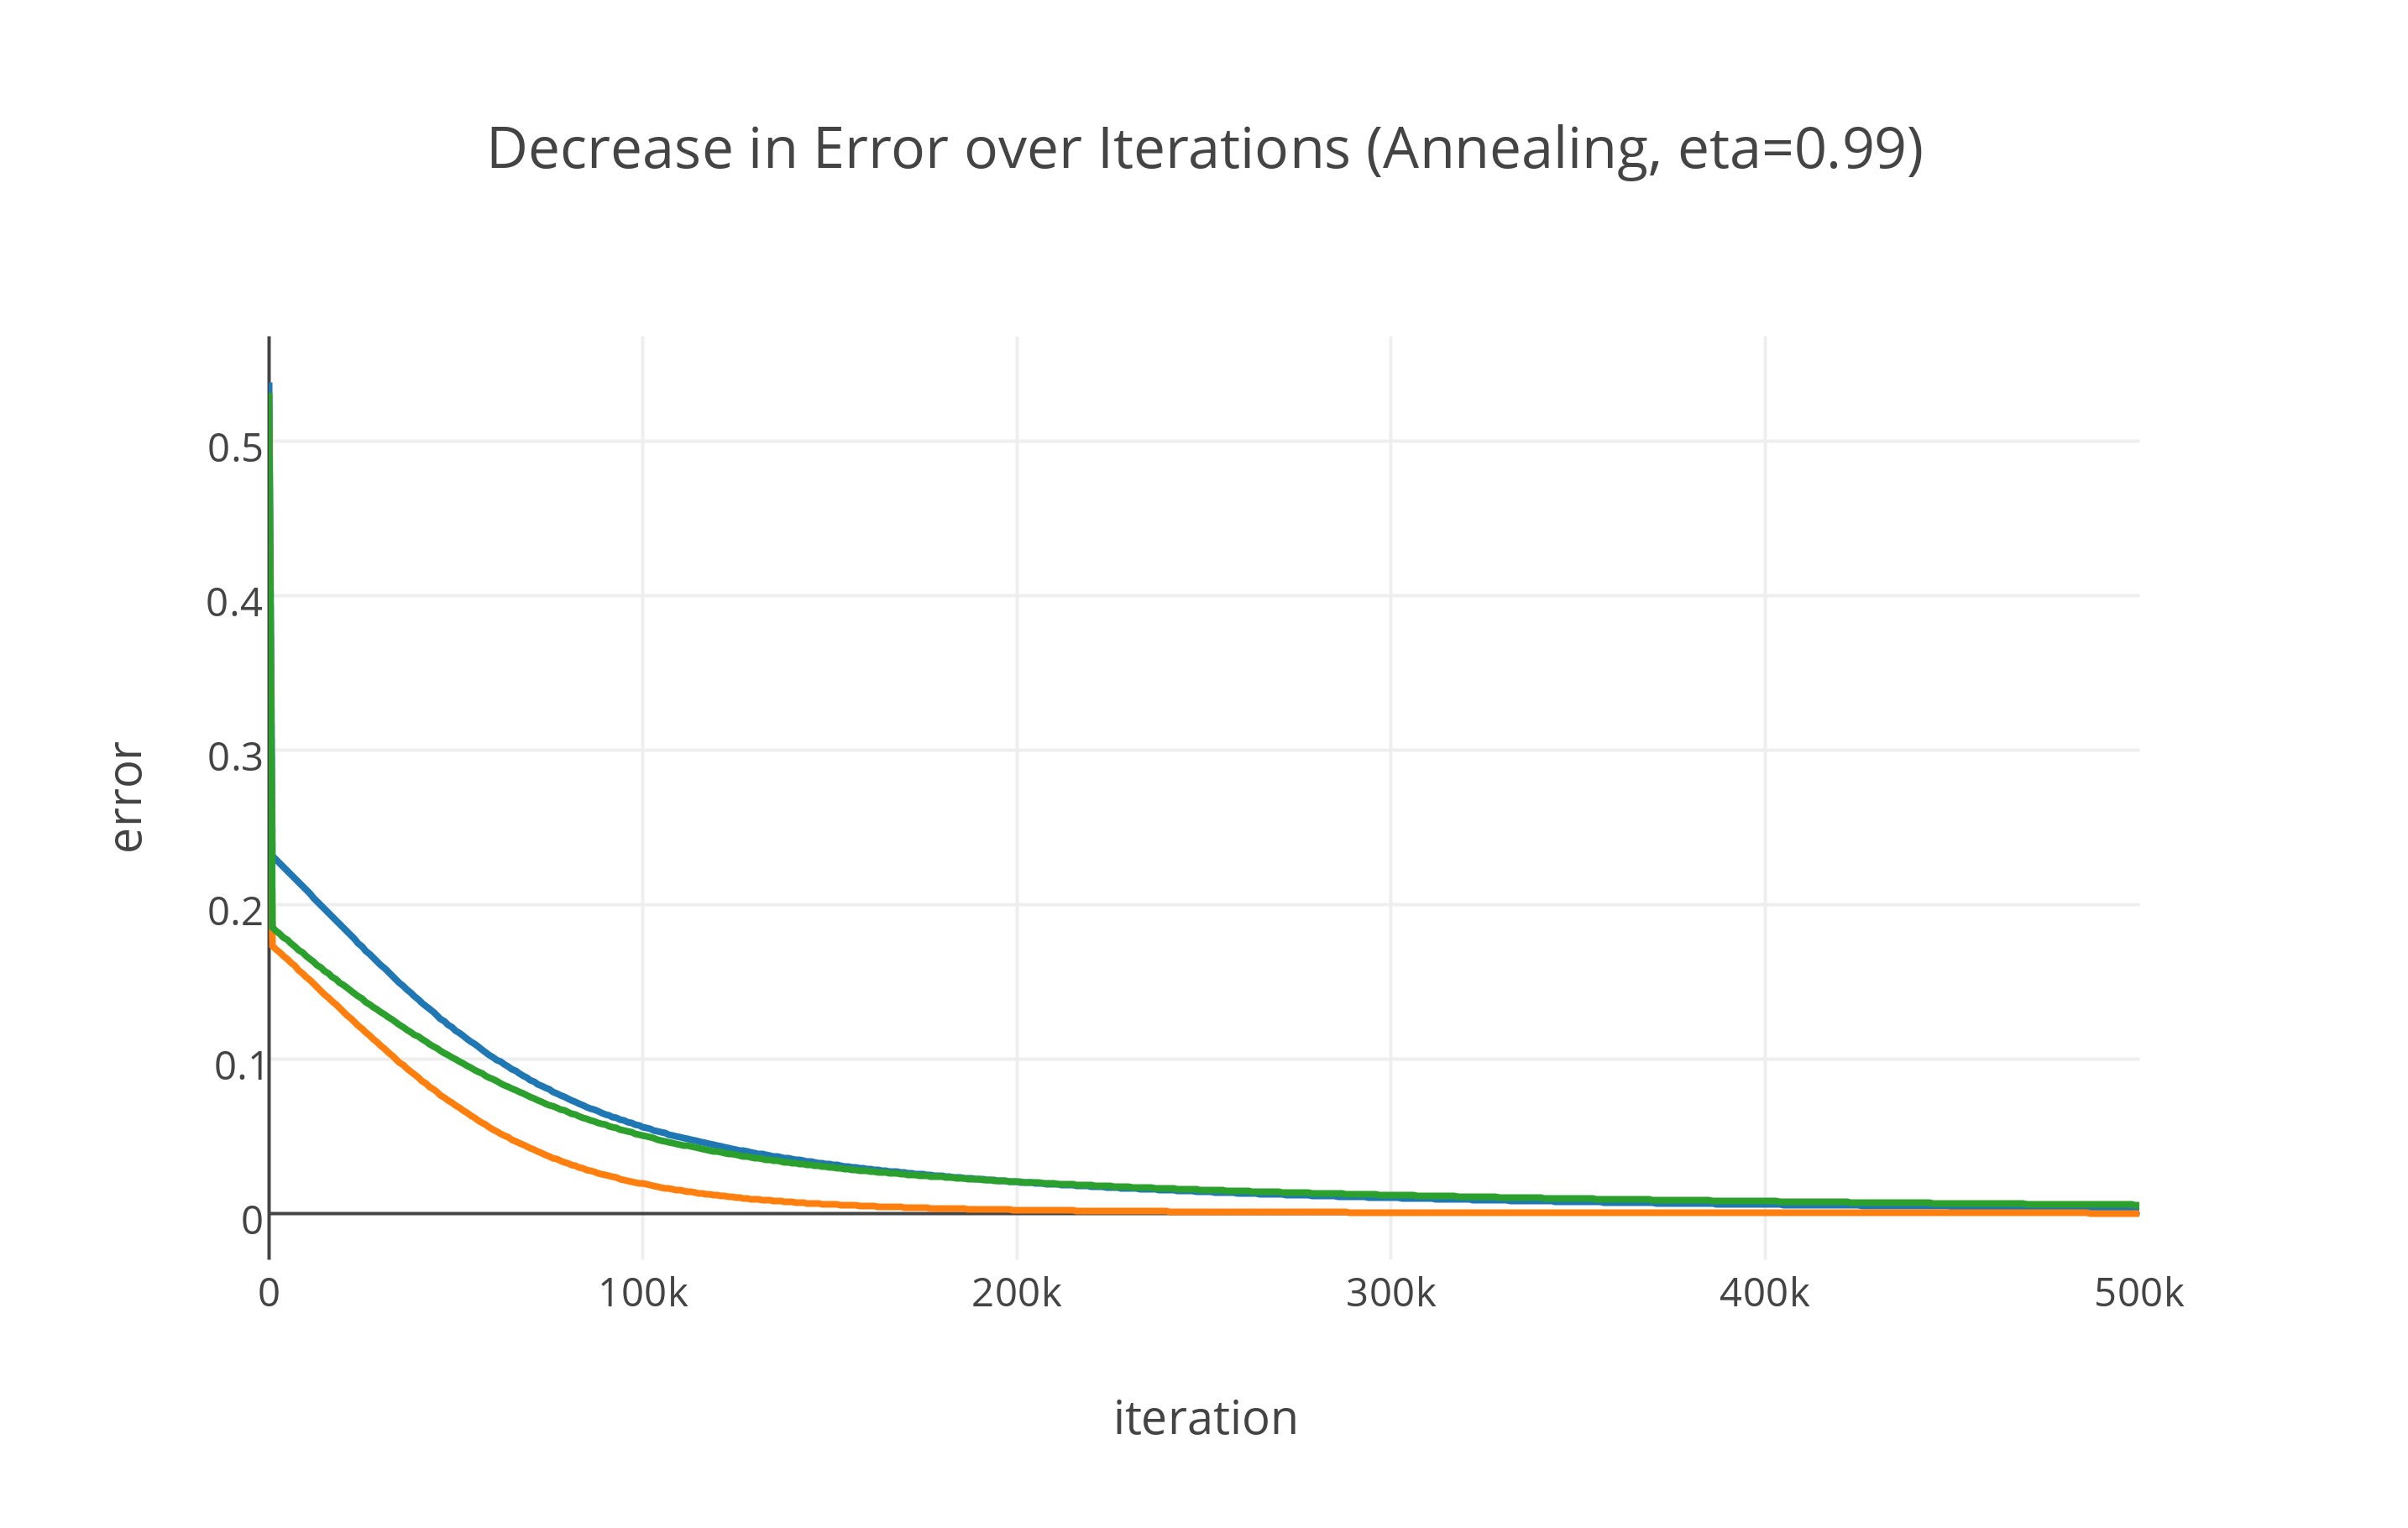 Decrease in Error over Iterations (Annealing, eta=0.99)
0.5
0.4
0.3
0.2
0.1
0
error
0 100k 200k 300k 400k 500k
iteration